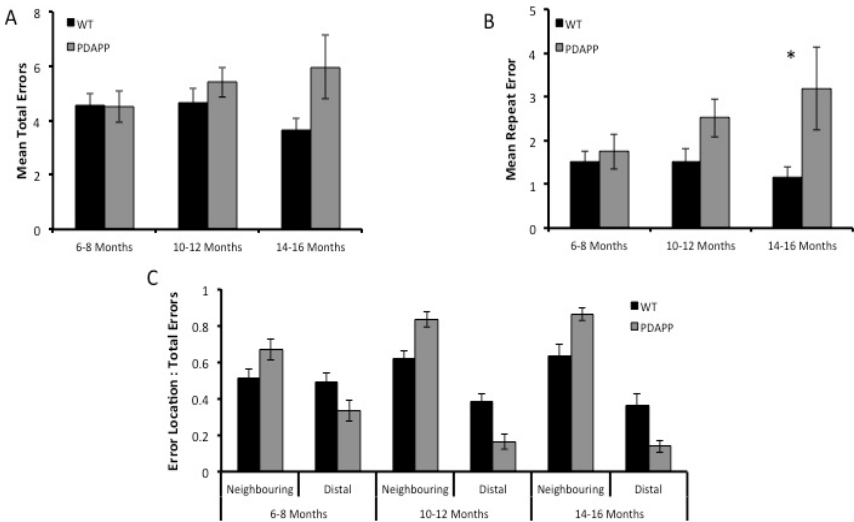 A
WT
PDAPP
Mean Total Errors
8
6
4
2
0
6-8 Months 10-12 Months 14-16 Months
B
WT
PDAPP
*
Mean Repeat Error
5
4
3
2
1
0
6-8 Months 10-12 Months 14-16 Months
C
WT
PDAPP
Error Location : Total Errors
1
0.8
0.6
0.4
0.2
0
Neighbouring Distal Neighbouring Distal Neighbouring Distal
6-8 Months 10-12 Months 14-16 Months